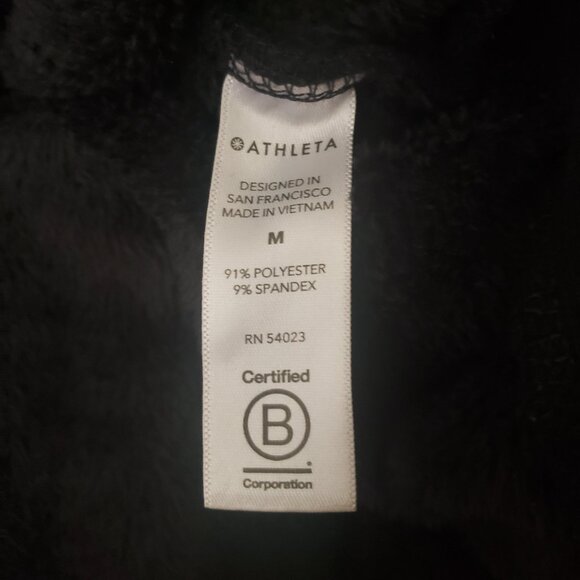 ATHLETA
DESIGNED IN
SAN FRANCISCO
MADE IN VIETNAM
M
91% POLYESTER
9% SPANDEX
RN 54023
Certified
B
Corporation